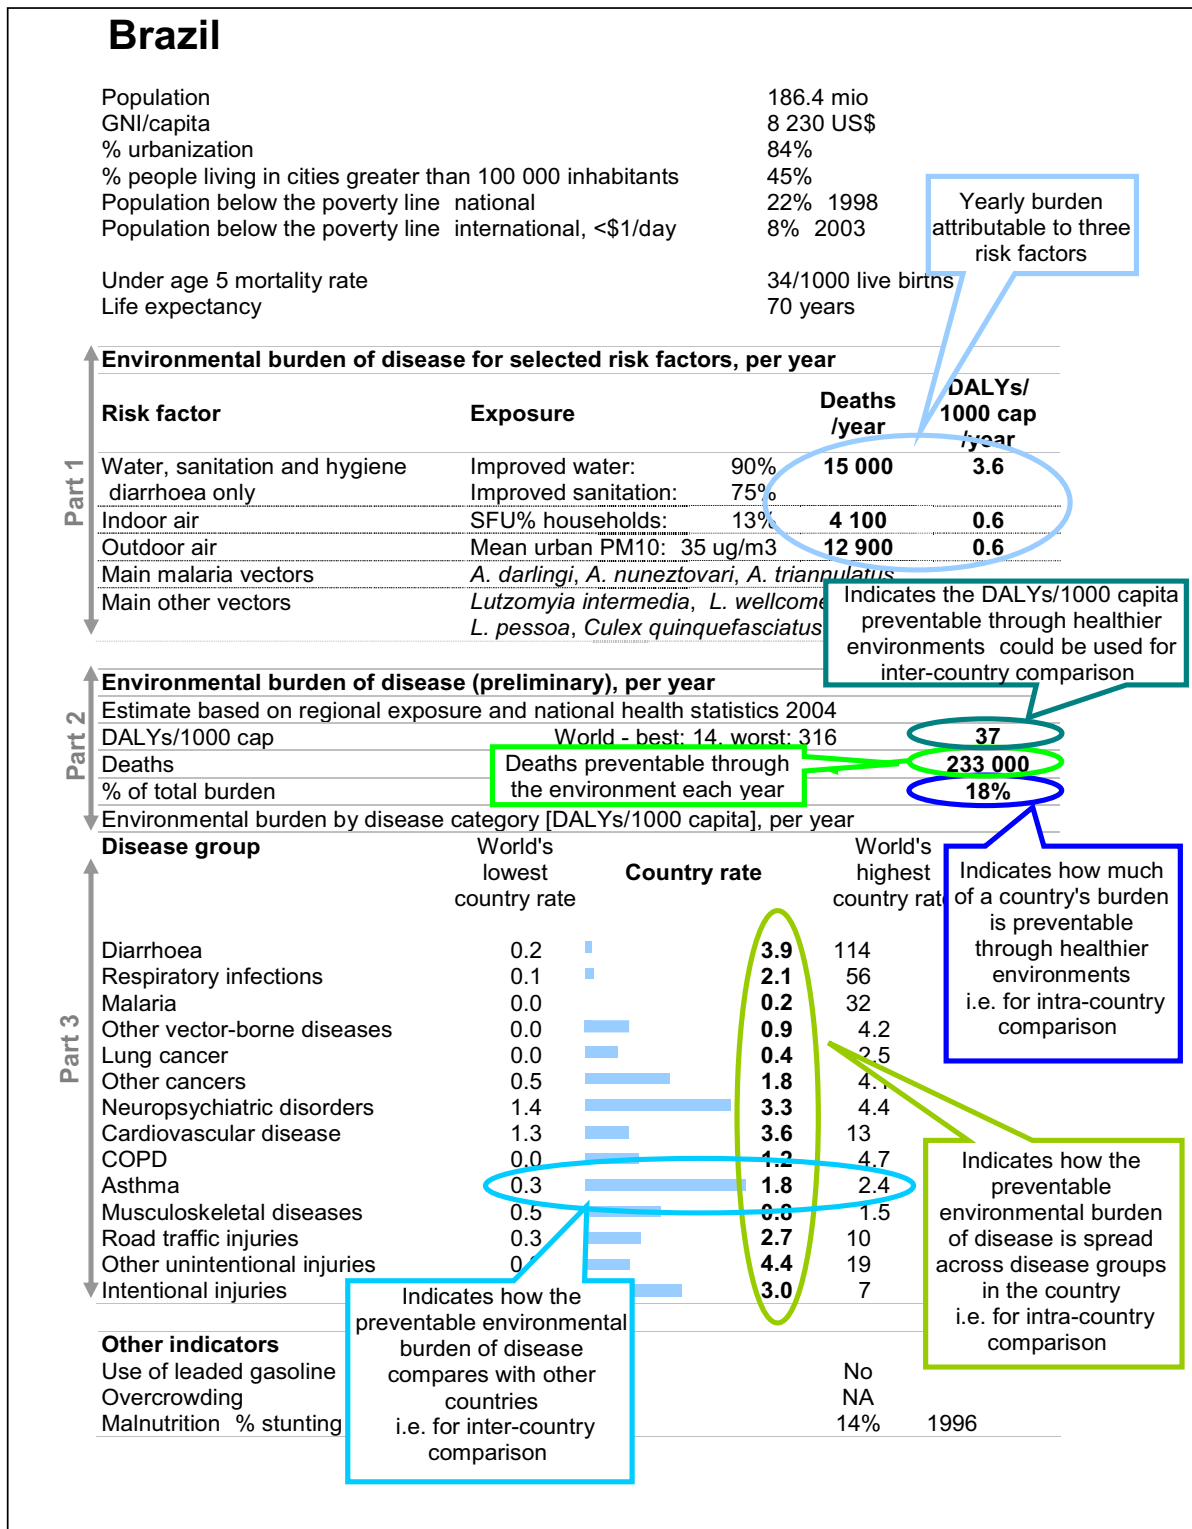 Brazil
Population 186.4 mio
GNI/capita 8 230 US$
% urbanization 84%
% people living in cities greater than 100 000 inhabitants 45%
Population below the poverty line national 22% 1998
Population below the poverty line international, <$1/day 8% 2003
Yearly burden
attributable to three
risk factors
Under age 5 mortality rate 34/1000 live births
Life expectancy 70 years
Part 1
Environmental burden of disease for selected risk factors, per year
Risk factor Exposure Deaths /year DALYs/ 1000 cap /year
Water, sanitation and hygiene Improved water: 90% 15 000 3.6
diarrhoea only Improved sanitation: 75%
Indoor air SFU% households: 13% 4 100 0.6
Outdoor air Mean urban PM10: 35 ug/m3 12 900 0.6
Main malaria vectors A. darlingi, A. nuneztovari, A. triannulatus
Main other vectors Lutzomyia intermedia, L. wellcome
L. pessoa, Culex quinquefasciatus
Indicates the DALYs/1000 capita
preventable through healthier
environments could be used for
inter-country comparison
Part 2
Environmental burden of disease (preliminary), per year
Estimate based on regional exposure and national health statistics 2004
DALYs/1000 cap World - best: 14, worst: 316 37
Deaths 233 000
% of total burden 18%
Deaths preventable through
the environment each year
Environmental burden by disease category [DALYs/1000 capita], per year
Part 3
Disease group World's lowest country rate Country rate World's highest country rate
Indicates how much
of a country's burden
is preventable
through healthier
environments
i.e. for intra-country
comparison
Diarrhoea 0.2 3.9 114
Respiratory infections 0.1 2.1 56
Malaria 0.0 0.2 32
Other vector-borne diseases 0.0 0.9 4.2
Lung cancer 0.0 0.4 2.5
Other cancers 0.5 1.8 4.1
Neuropsychiatric disorders 1.4 3.3 4.4
Cardiovascular disease 1.3 3.6 13
COPD 0.0 1.2 4.7
Asthma 0.3 1.8 2.4
Musculoskeletal diseases 0.5 0.8 1.5
Road traffic injuries 0.3 2.7 10
Other unintentional injuries 4.4 19
Intentional injuries 3.0 7
Indicates how the
preventable
environmental burden
of disease is spread
across disease groups
in the country
i.e. for intra-country
comparison
Indicates how the
preventable environmental
burden of disease
compares with other
countries
i.e. for inter-country
comparison
Other indicators
Use of leaded gasoline No
Overcrowding NA
Malnutrition % stunting 14% 1996